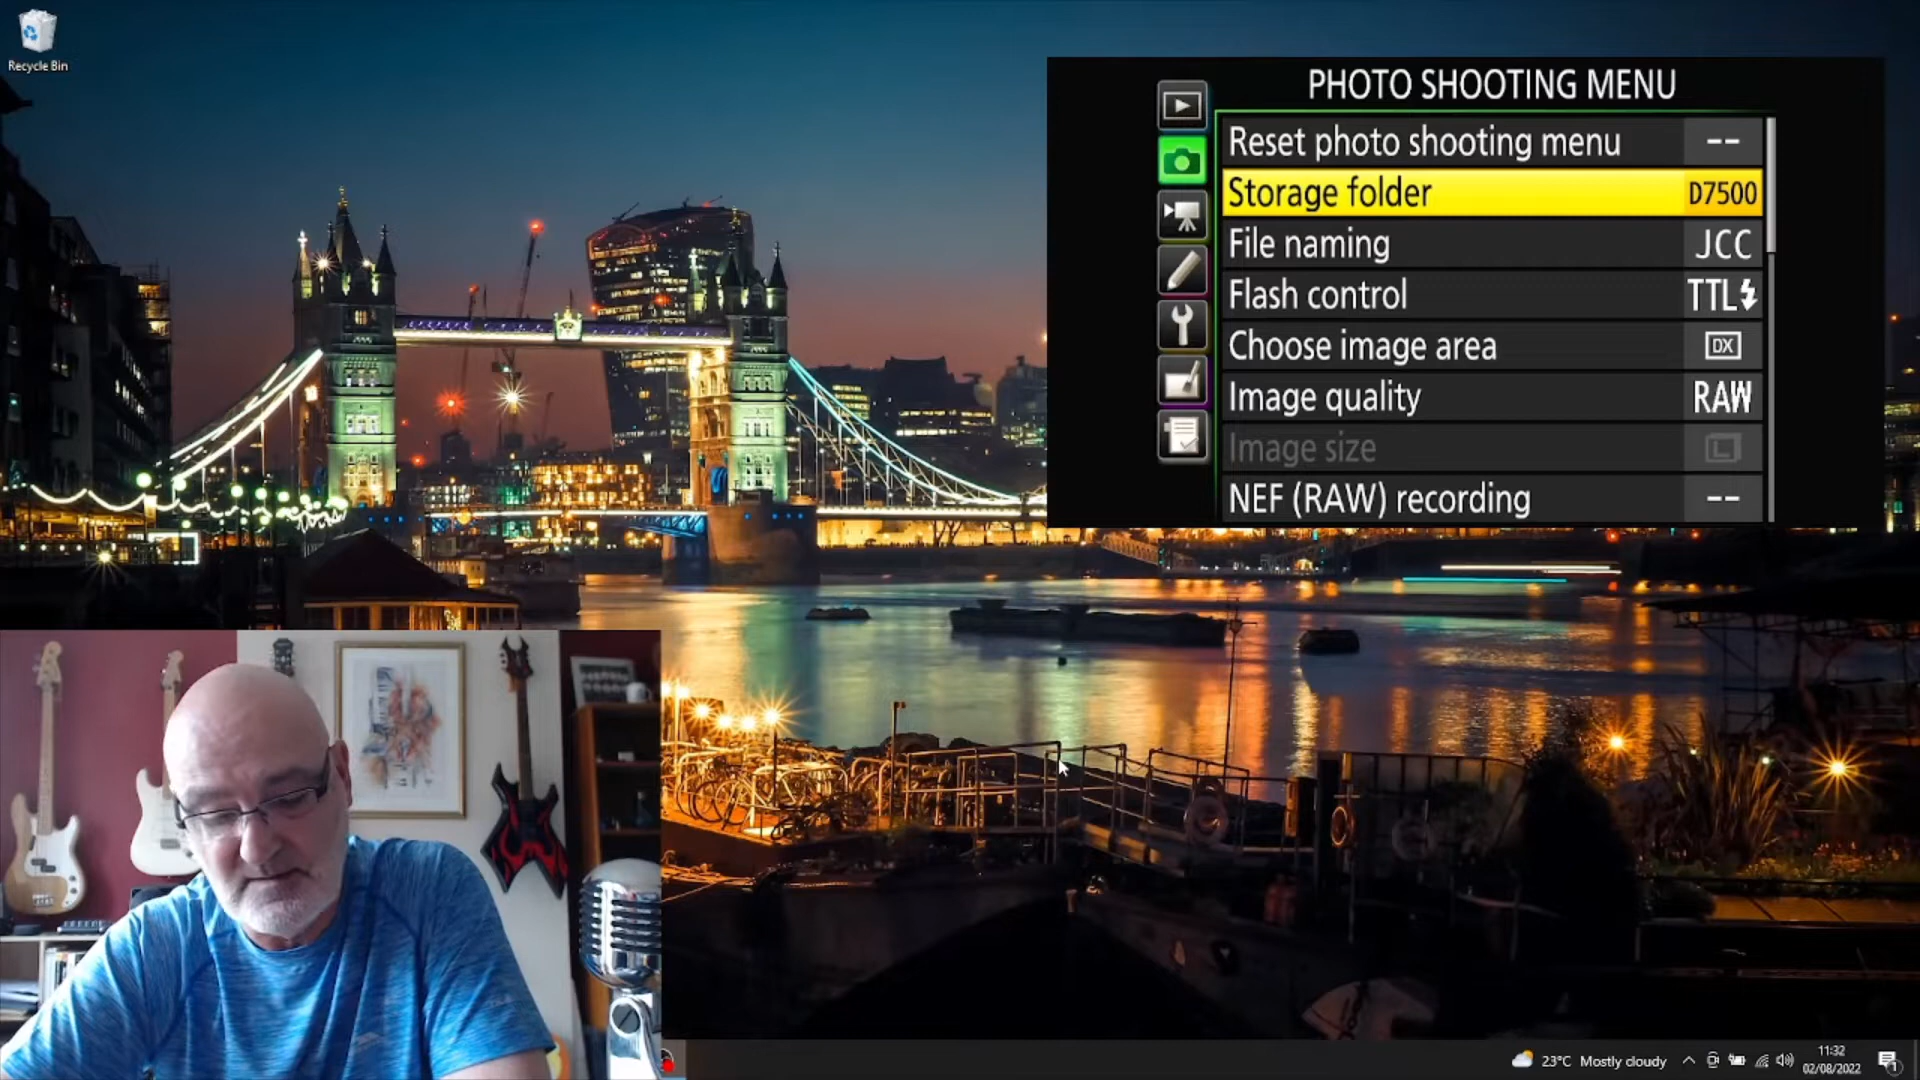 Recycle Bin
PHOTO SHOOTING MENU
Reset photo shooting menu --
Storage folder D7500
File naming JCC
Flash control TTL
Choose image area DX
Image quality RAW
Image size L
NEF (RAW) recording --
23°C Mostly cloudy
11:32
02/08/2022
1